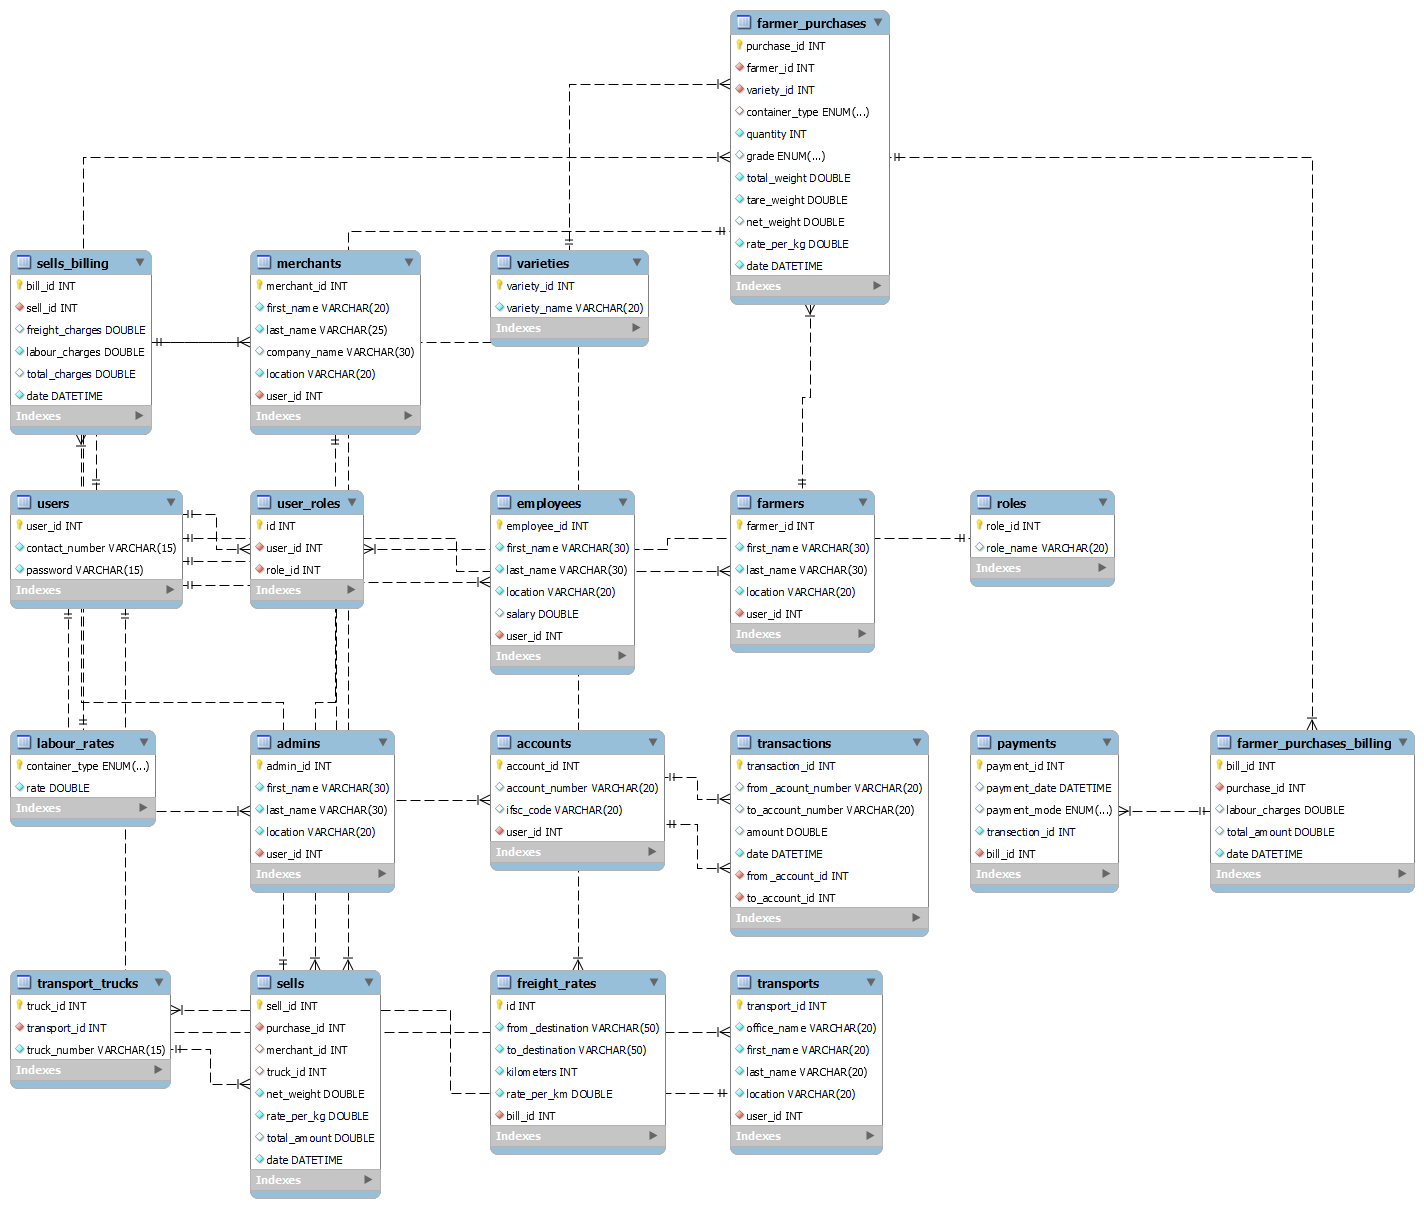 farmer_purchases
purchase_id INT
farmer_id INT
variety_id INT
container_type ENUM(...)
quantity INT
grade ENUM(...)
total_weight DOUBLE
tare_weight DOUBLE
net_weight DOUBLE
rate_per_kg DOUBLE
date DATETIME
Indexes
sells_billing
bill_id INT
sell_id INT
freight_charges DOUBLE
labour_charges DOUBLE
total_charges DOUBLE
date DATETIME
Indexes
merchants
merchant_id INT
first_name VARCHAR(20)
last_name VARCHAR(25)
company_name VARCHAR(30)
location VARCHAR(20)
user_id INT
Indexes
varieties
variety_id INT
variety_name VARCHAR(20)
Indexes
users
user_id INT
contact_number VARCHAR(15)
password VARCHAR(15)
Indexes
user_roles
id INT
user_id INT
role_id INT
Indexes
employees
employee_id INT
first_name VARCHAR(30)
last_name VARCHAR(30)
location VARCHAR(20)
salary DOUBLE
user_id INT
Indexes
farmers
farmer_id INT
first_name VARCHAR(30)
last_name VARCHAR(30)
location VARCHAR(20)
user_id INT
Indexes
roles
role_id INT
role_name VARCHAR(20)
Indexes
labour_rates
container_type ENUM(...)
rate DOUBLE
Indexes
admins
admin_id INT
first_name VARCHAR(30)
last_name VARCHAR(30)
location VARCHAR(20)
user_id INT
Indexes
accounts
account_id INT
account_number VARCHAR(20)
ifsc_code VARCHAR(20)
user_id INT
Indexes
transactions
transaction_id INT
from_acount_number VARCHAR(20)
to_account_number VARCHAR(20)
amount DOUBLE
date DATETIME
from_account_id INT
to_account_id INT
Indexes
payments
payment_id INT
payment_date DATETIME
payment_mode ENUM(...)
transection_id INT
bill_id INT
Indexes
farmer_purchases_billing
bill_id INT
purchase_id INT
labour_charges DOUBLE
total_amount DOUBLE
date DATETIME
Indexes
transport_trucks
truck_id INT
transport_id INT
truck_number VARCHAR(15)
Indexes
sells
sell_id INT
purchase_id INT
merchant_id INT
truck_id INT
net_weight DOUBLE
rate_per_kg DOUBLE
total_amount DOUBLE
date DATETIME
Indexes
freight_rates
id INT
from_destination VARCHAR(50)
to_destination VARCHAR(50)
kilometers INT
rate_per_km DOUBLE
bill_id INT
Indexes
transports
transport_id INT
office_name VARCHAR(20)
first_name VARCHAR(20)
last_name VARCHAR(20)
location VARCHAR(20)
user_id INT
Indexes